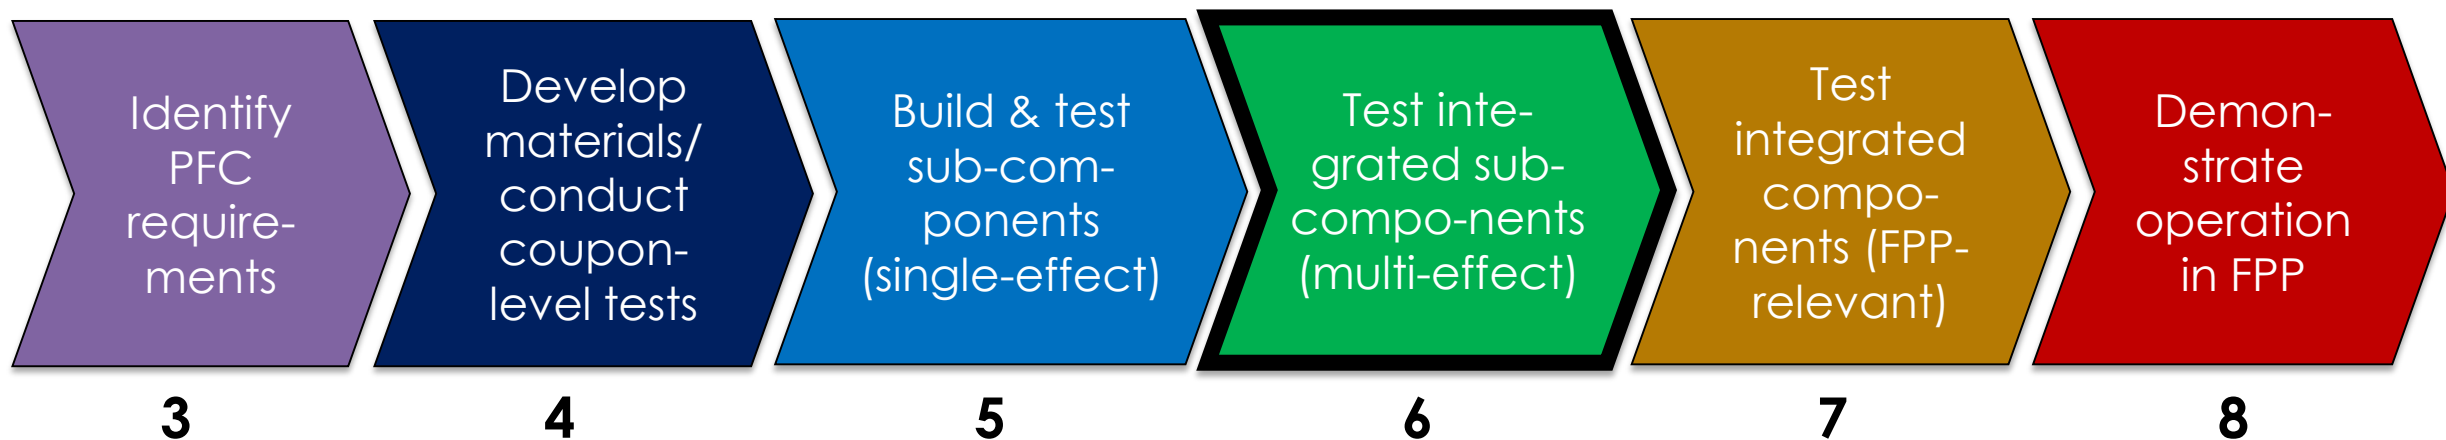 Identify
PFC
require-
ments
Develop
materials/
conduct
coupon-
level tests
Build & test
sub-com-
ponents
(single-effect)
Test inte-
grated sub-
compo-nents
(multi-effect)
Test
integrated
compo-
nents (FPP-
relevant)
Demon-
strate
operation
in FPP
3
4
5
6
7
8